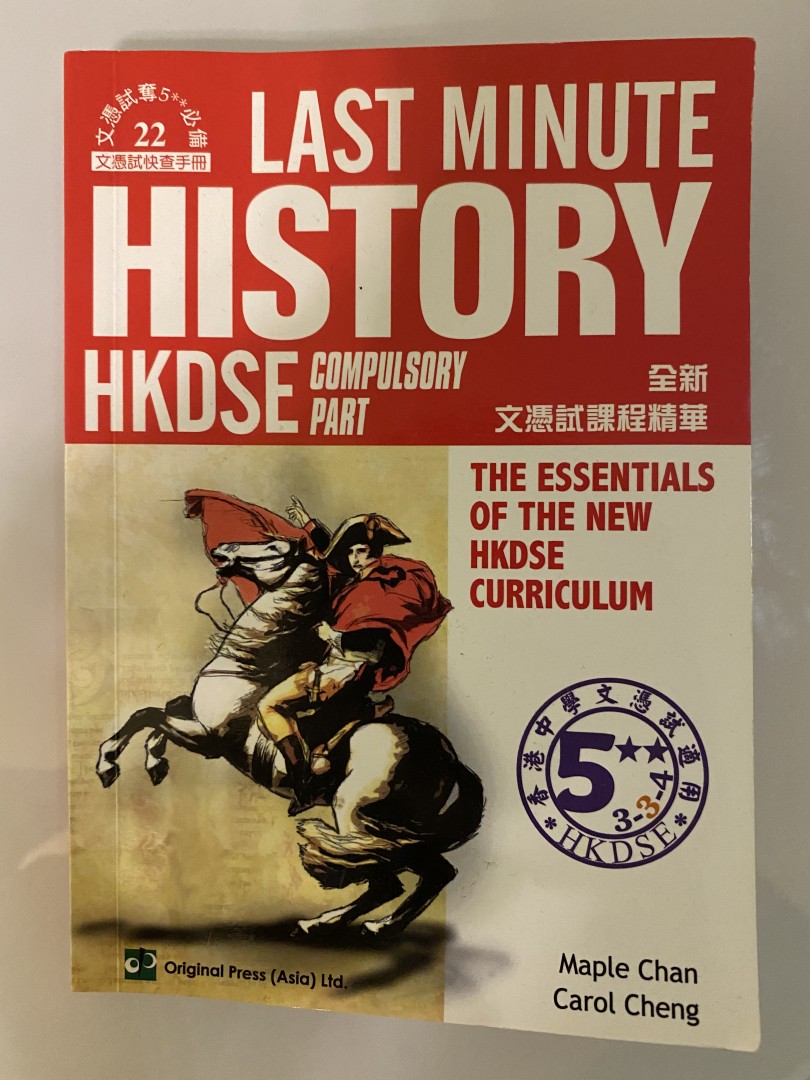 文憑試奪5**必備
22
文憑試快查手冊
LAST MINUTE
HISTORY
HKDSE COMPULSORY
PART
全新
文憑試課程精華
THE ESSENTIALS
OF THE NEW
HKDSE
CURRICULUM
香港中學文憑試適用
5★★
3-3-4
*HKDSE*
Original Press (Asia) Ltd.
Maple Chan
Carol Cheng